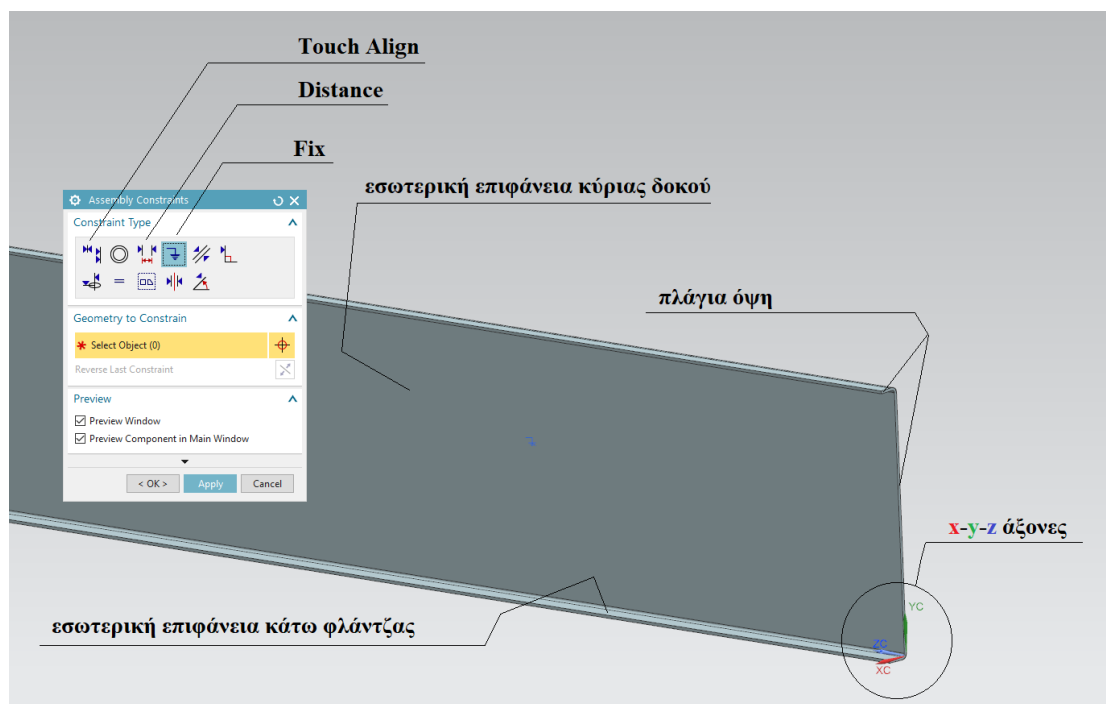 Touch Align
Distance
Fix
εσωτερική επιφάνεια κύριας δοκού
Assembly Constraints
Constraint Type
Geometry to Constrain
* Select Object (0)
Reverse Last Constraint
Preview
Preview Window
Preview Component in Main Window
< OK >
Apply
Cancel
πλάγια όψη
x-y-z άξονες
εσωτερική επιφάνεια κάτω φλάντζας
YC
ZC
XC